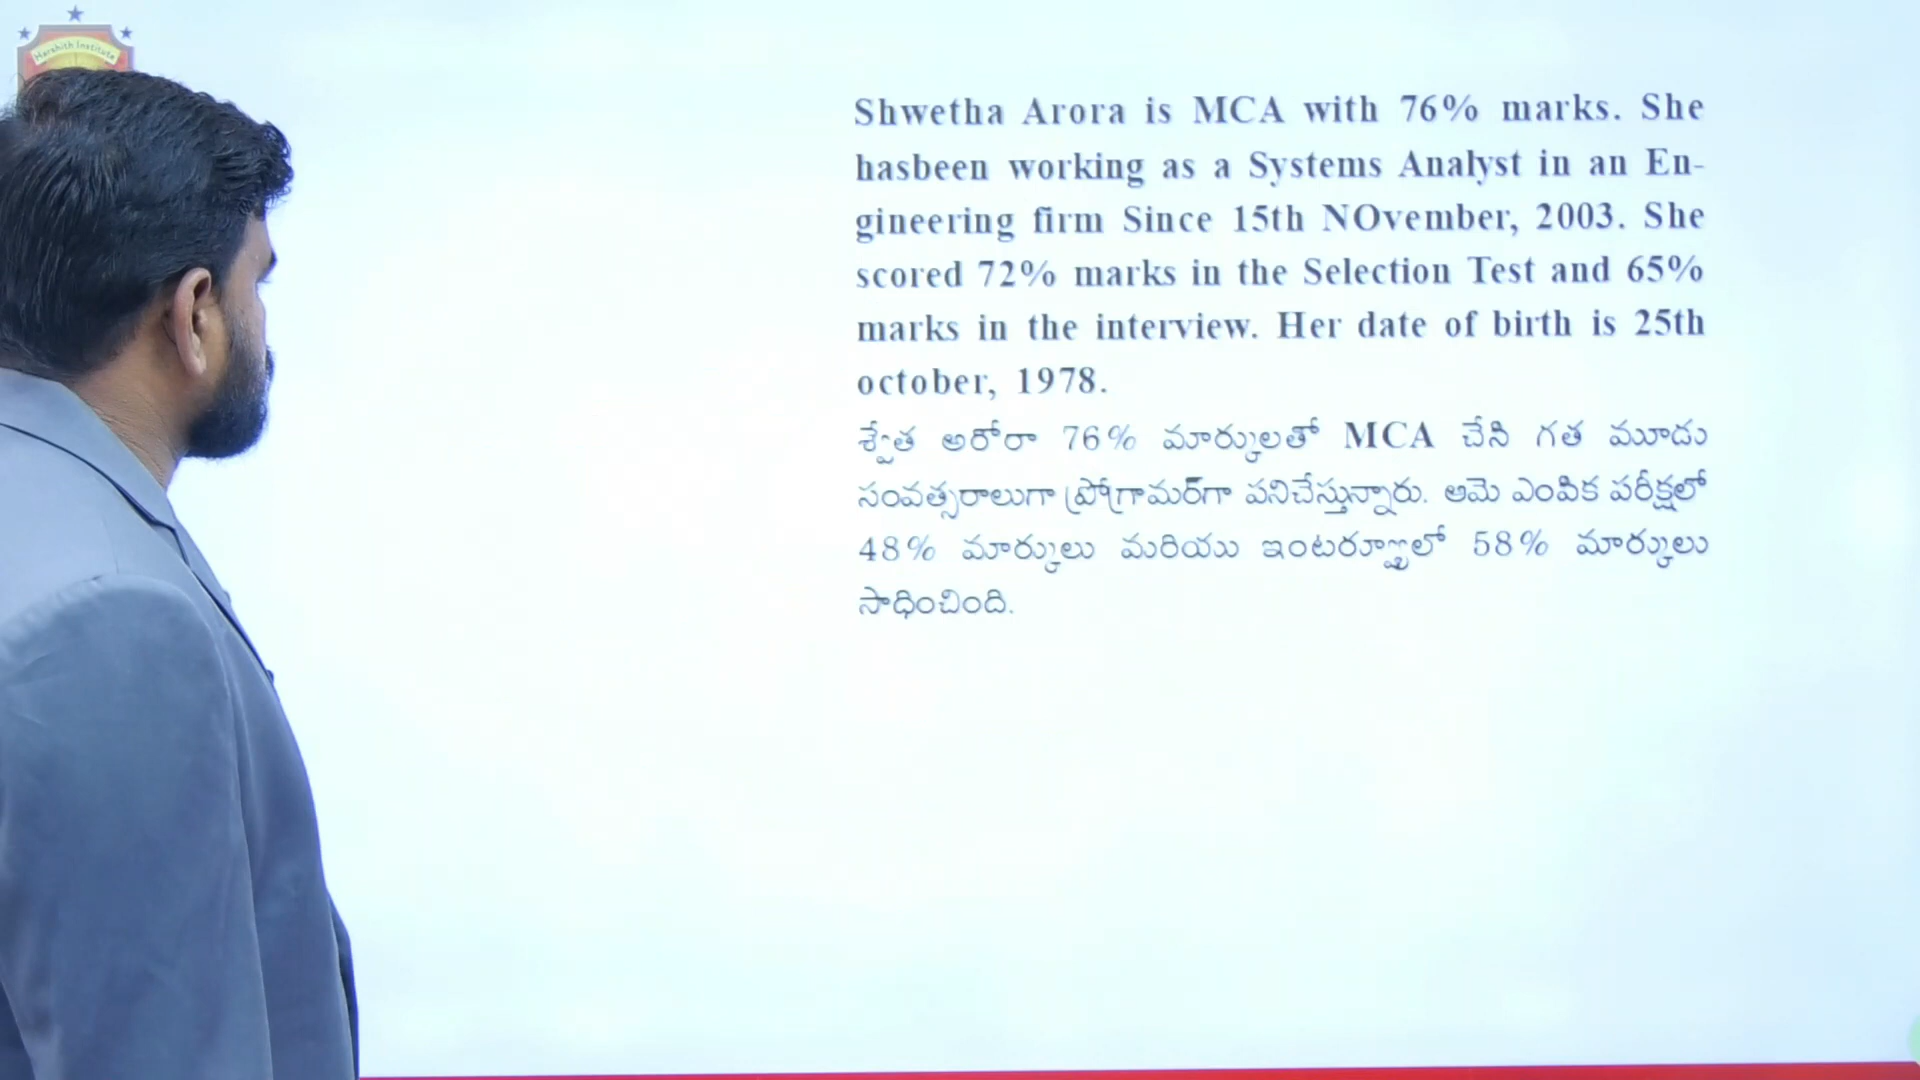 Harshith Institute
Shwetha Arora is MCA with 76% marks. She
hasbeen working as a Systems Analyst in an En-
gineering firm Since 15th NOvember, 2003. She
scored 72% marks in the Selection Test and 65%
marks in the interview. Her date of birth is 25th
october, 1978.
శ్వేత అరోరా 76% మార్కులతో MCA చేసి గత మూడు
సంవత్సరాలుగా ప్రోగ్రామర్‌గా పనిచేస్తున్నారు. ఆమె ఎంపిక పరీక్షలో
48% మార్కులు మరియు ఇంటర్వ్యూలో 58% మార్కులు
సాధించింది.